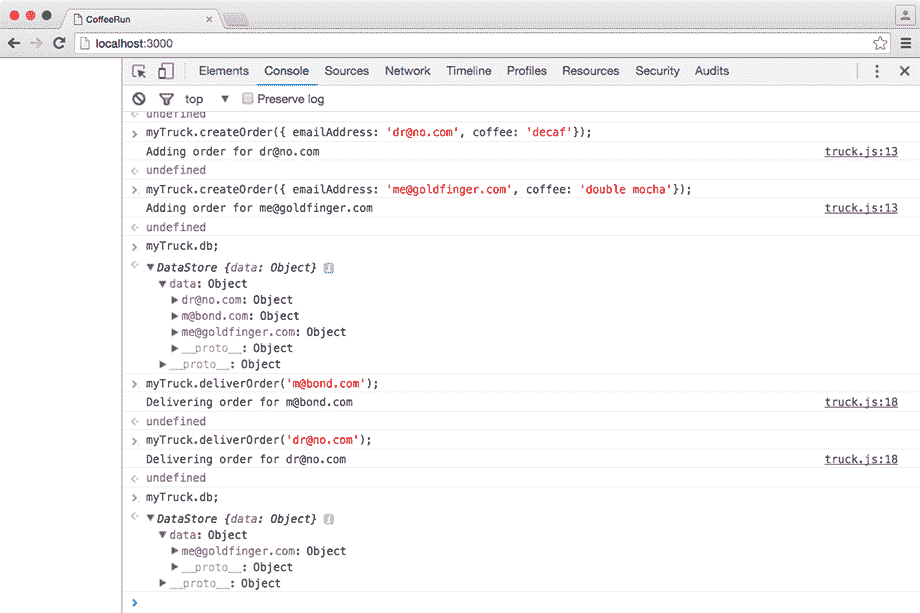 CoffeeRun
localhost:3000
Elements Console Sources Network Timeline Profiles Resources Security Audits
top Preserve log
undefined
myTruck.createOrder({ emailAddress: 'dr@no.com', coffee: 'decaf'});
Adding order for dr@no.com truck.js:13
undefined
myTruck.createOrder({ emailAddress: 'me@goldfinger.com', coffee: 'double mocha'});
Adding order for me@goldfinger.com truck.js:13
undefined
myTruck.db;
DataStore {data: Object}
data: Object
dr@no.com: Object
m@bond.com: Object
me@goldfinger.com: Object
__proto__: Object
__proto__: Object
myTruck.deliverOrder('m@bond.com');
Delivering order for m@bond.com truck.js:18
undefined
myTruck.deliverOrder('dr@no.com');
Delivering order for dr@no.com truck.js:18
undefined
myTruck.db;
DataStore {data: Object}
data: Object
me@goldfinger.com: Object
__proto__: Object
__proto__: Object